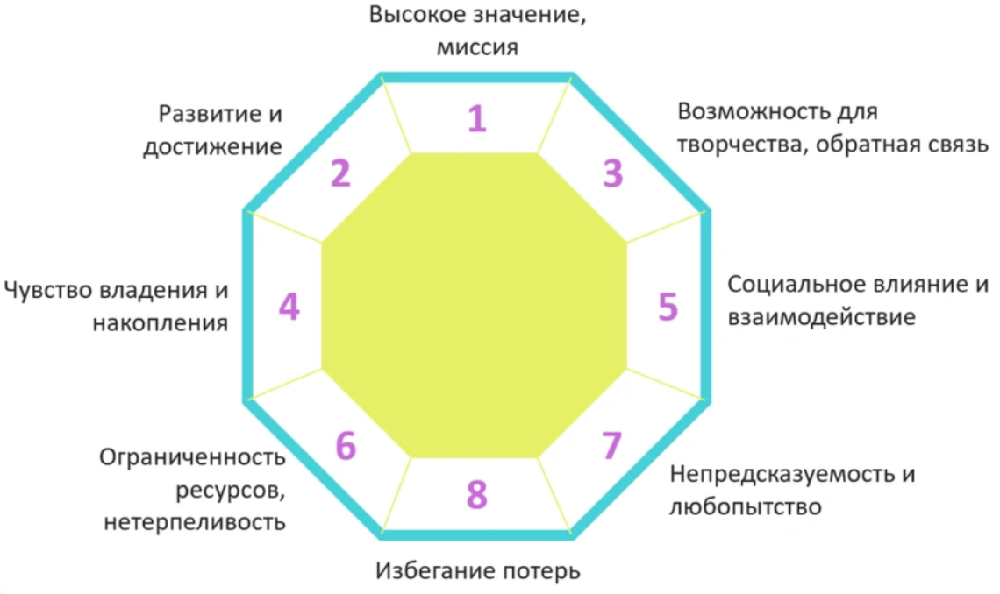 Высокое значение,
миссия
1
Развитие и
достижение
2
Возможность для
творчества, обратная связь
3
Чувство владения и
накопления
4
Социальное влияние и
взаимодействие
5
Ограниченность
ресурсов,
нетерпеливость
6
Непредсказуемость и
любопытство
7
8
Избегание потерь